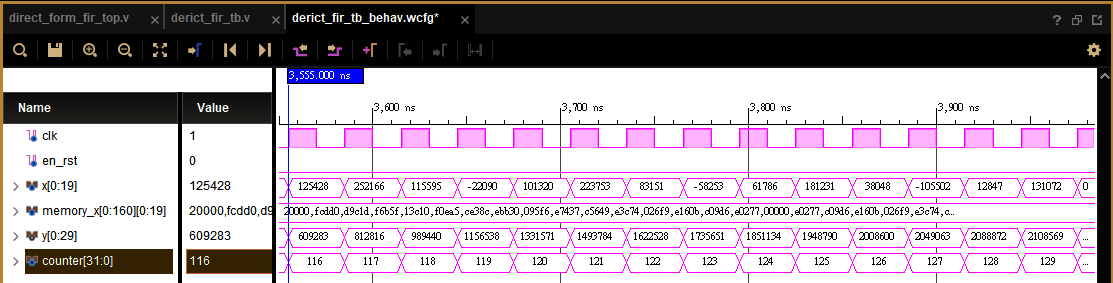 direct_form_fir_top.v × derict_fir_tb.v × derict_fir_tb_behav.wcfg* × ?
3,555.000 ns
Name Value 3,600 ns 3,700 ns 3,800 ns 3,900 ns
clk 1
en_rst 0
x[0:19] 125428 125428 252166 115595 -22090 101320 223753 83151 -58253 61786 181231 38048 -105502 12847 131072 0
memory_x[0:160][0:19] 20000,fcdd0,d9 20000,fcdd0,d9c1d,f6b5f,13c10,f0ea5,ce38c,ebb30,095f6,e7437,c5649,e3c74,026f9,e160b,c09d6,e0277,00000,e0277,c09d6,e160b,026f9,e3c74,c…
y[0:29] 609283 609283 812816 989440 1156538 1331571 1493784 1622528 1735651 1851134 1948790 2008600 2049063 2088872 2108569 ...
counter[31:0] 116 116 117 118 119 120 121 122 123 124 125 126 127 128 129 ...